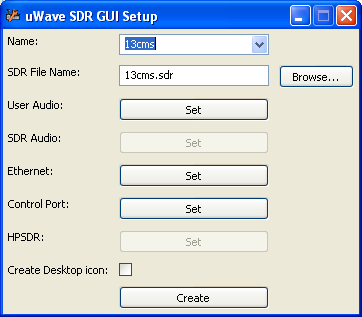 uWave SDR GUI Setup
Name: 13cms
SDR File Name: 13cms.sdr Browse...
User Audio: Set
SDR Audio: Set
Ethernet: Set
Control Port: Set
HPSDR: Set
Create Desktop icon:
Create